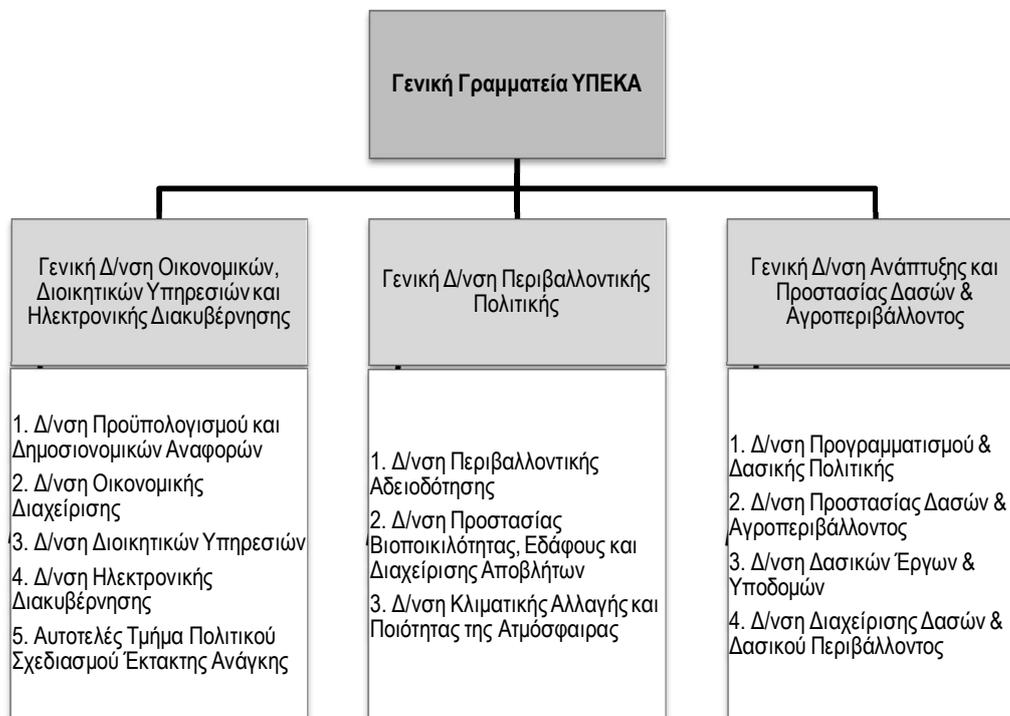 Γενική Γραμματεία ΥΠΕΚΑ
Γενική Δ/νση Οικονομικών,
Διοικητικών Υπηρεσιών και
Ηλεκτρονικής Διακυβέρνησης
1. Δ/νση Προϋπολογισμού και
Δημοσιονομικών Αναφορών
2. Δ/νση Οικονομικής
Διαχείρισης
3. Δ/νση Διοικητικών Υπηρεσιών
4. Δ/νση Ηλεκτρονικής
Διακυβέρνησης
5. Αυτοτελές Τμήμα Πολιτικού
Σχεδιασμού Έκτακτης Ανάγκης
Γενική Δ/νση Περιβαλλοντικής
Πολιτικής
1. Δ/νση Περιβαλλοντικής
Αδειοδότησης
2. Δ/νση Προστασίας
Βιοποικιλότητας, Εδάφους και
Διαχείρισης Αποβλήτων
3. Δ/νση Κλιματικής Αλλαγής και
Ποιότητας της Ατμόσφαιρας
Γενική Δ/νση Ανάπτυξης και
Προστασίας Δασών &
Αγροπεριβάλλοντος
1. Δ/νση Προγραμματισμού &
Δασικής Πολιτικής
2. Δ/νση Προστασίας Δασών &
Αγροπεριβάλλοντος
3. Δ/νση Δασικών Έργων &
Υποδομών
4. Δ/νση Διαχείρισης Δασών &
Δασικού Περιβάλλοντος